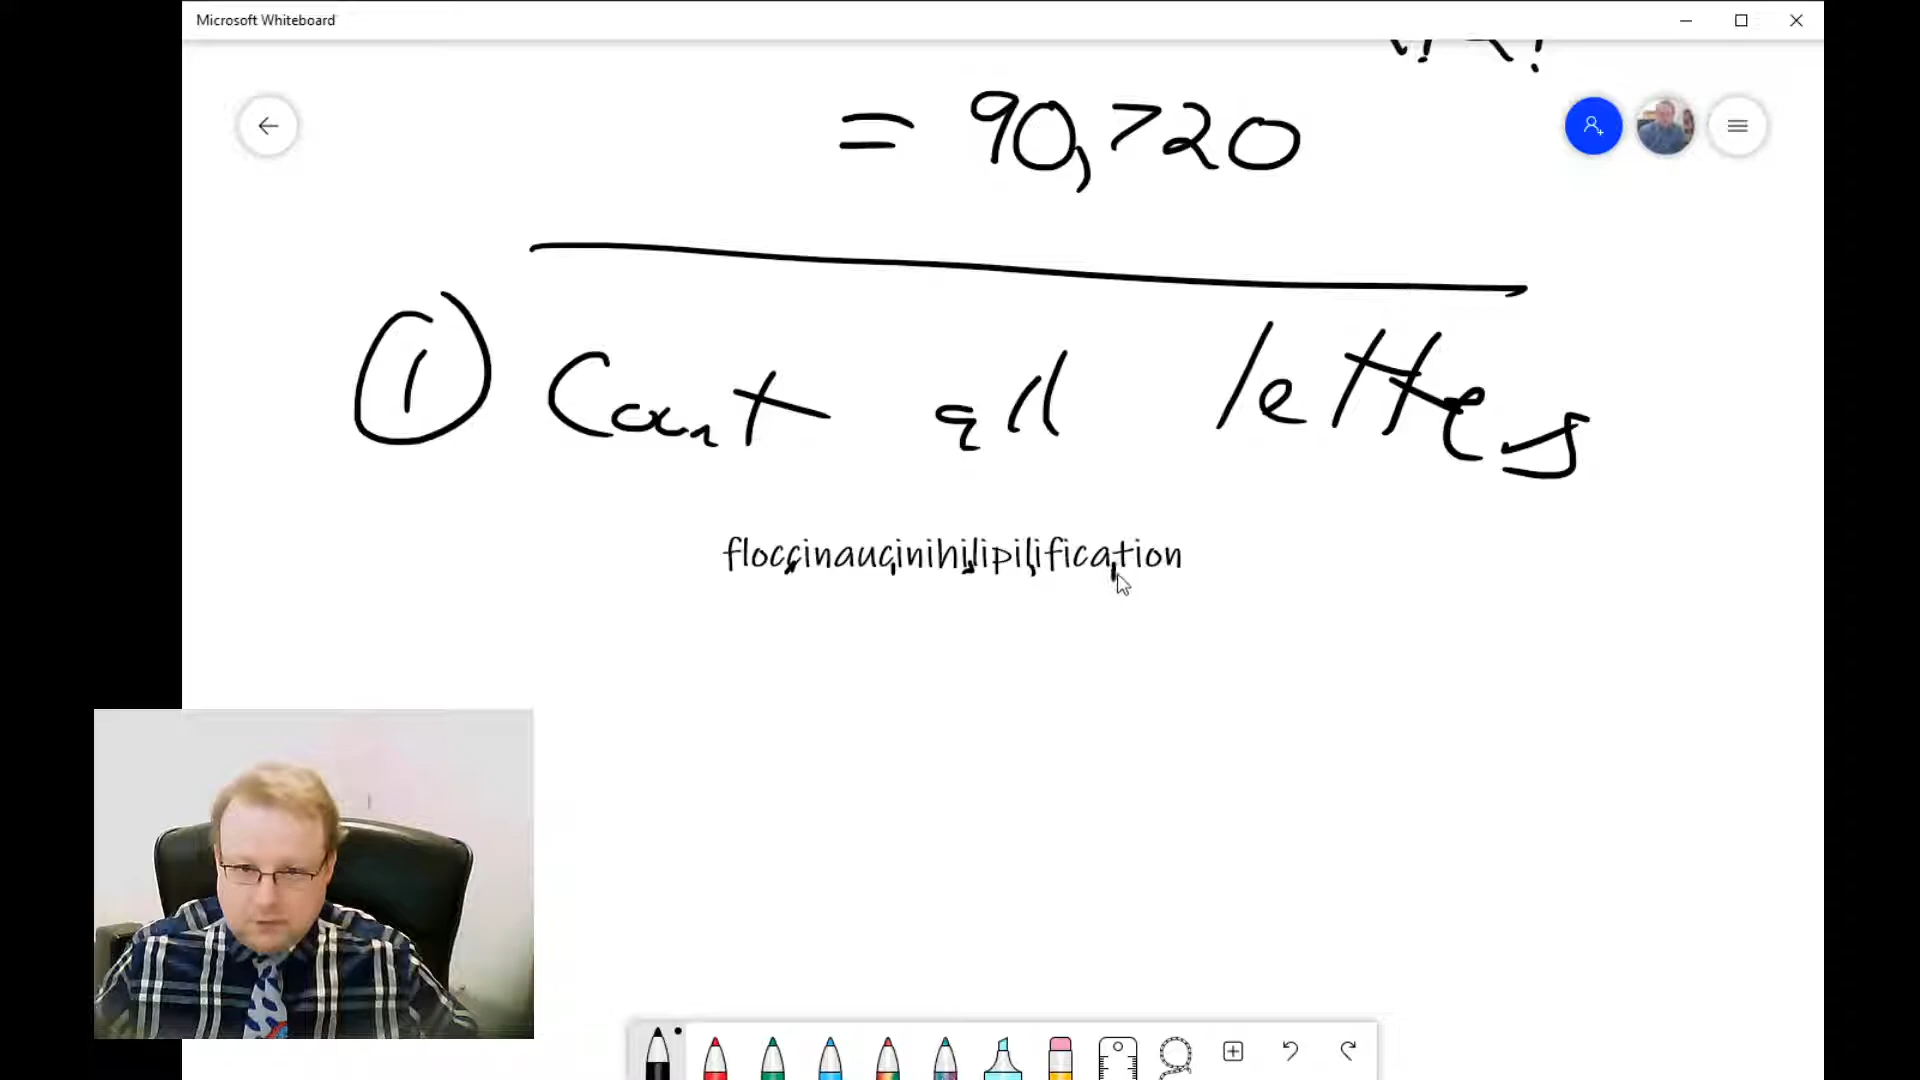 Microsoft Whiteboard
= 90,720
① Count all letters
floccinaucinihilipilification